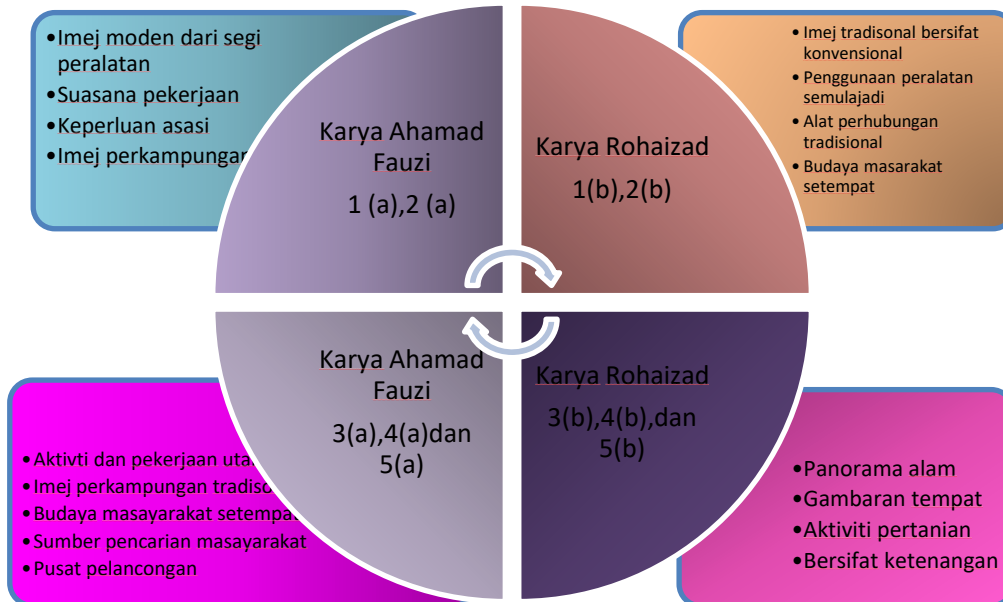 •Imej moden dari segi
peralatan
•Suasana pekerjaan
•Keperluan asasi
•Imej perkampungan
Karya Ahamad
Fauzi
1 (a),2 (a)
Karya Rohaizad
1(b),2(b)
• Imej tradisonal bersifat
konvensional
• Penggunaan peralatan
semulajadi
• Alat perhubungan
tradisional
• Budaya masarakat
setempat
Karya Ahamad
Fauzi
3(a),4(a)dan
5(a)
Karya Rohaizad
3(b),4(b),dan
5(b)
•Aktivti dan pekerjaan
•Imej perkampungan
•Budaya masayarakat
•Sumber pencarian masayarakat
•Pusat pelancongan
•Panorama alam
•Gambaran tempat
•Aktiviti pertanian
•Bersifat ketenangan